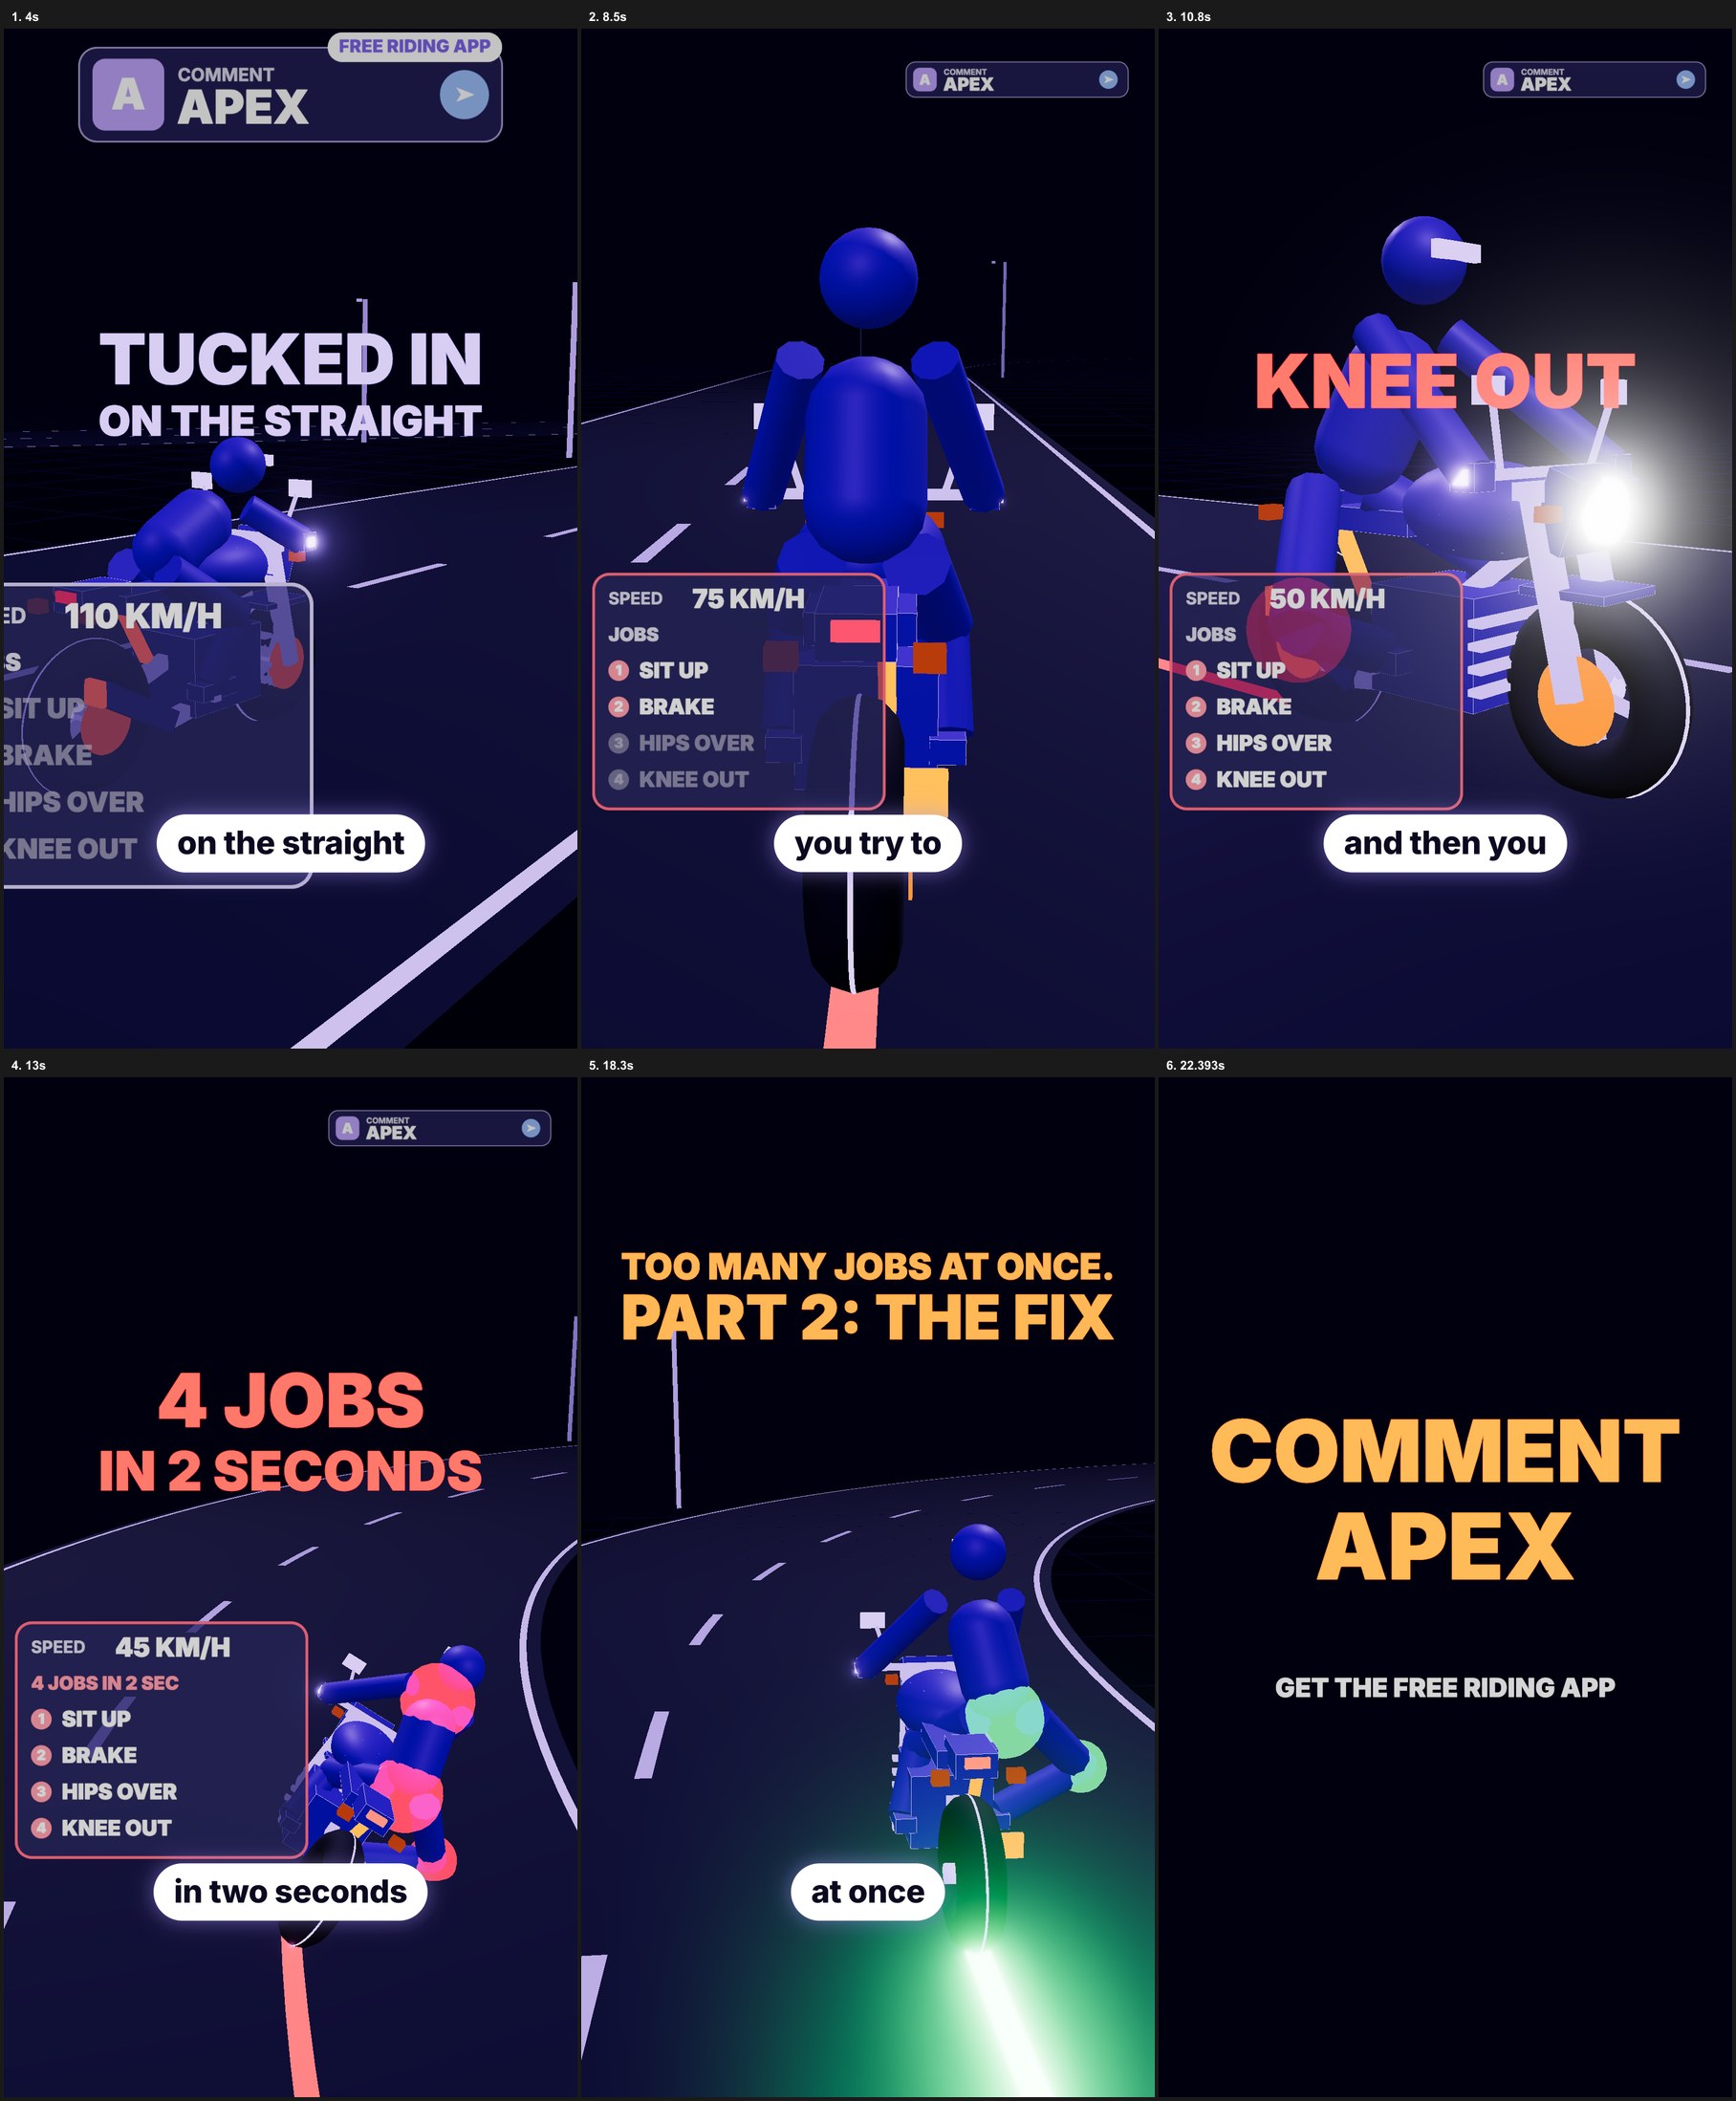 1. 4s
FREE RIDING APP
A
COMMENT
APEX
TUCKED IN
ON THE STRAIGHT
ED 110 KM/H
S
SIT UP
BRAKE
HIPS OVER
KNEE OUT
on the straight
2. 8.5s
A
COMMENT
APEX
SPEED 75 KM/H
JOBS
1 SIT UP
2 BRAKE
3 HIPS OVER
4 KNEE OUT
you try to
3. 10.8s
A
COMMENT
APEX
KNEE OUT
SPEED 50 KM/H
JOBS
1 SIT UP
2 BRAKE
3 HIPS OVER
4 KNEE OUT
and then you
4. 13s
A
COMMENT
APEX
4 JOBS
IN 2 SECONDS
SPEED 45 KM/H
4 JOBS IN 2 SEC
1 SIT UP
2 BRAKE
3 HIPS OVER
4 KNEE OUT
in two seconds
5. 18.3s
TOO MANY JOBS AT ONCE.
PART 2: THE FIX
at once
6. 22.393s
COMMENT
APEX
GET THE FREE RIDING APP